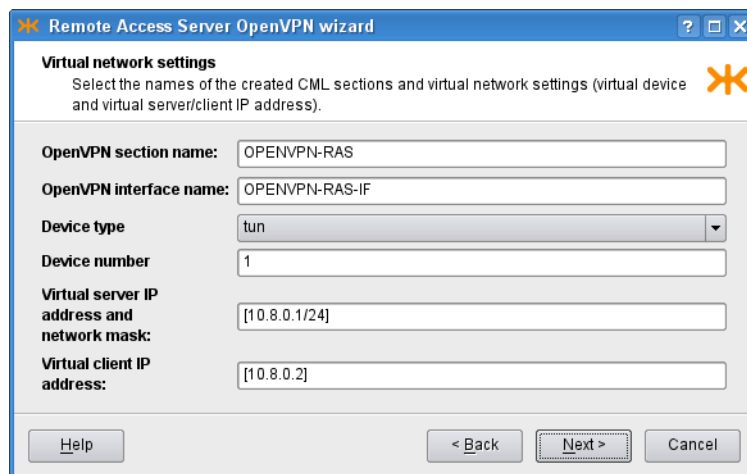 Remote Access Server OpenVPN wizard
Virtual network settings
Select the names of the created CML sections and virtual network settings (virtual device
and virtual server/client IP address).
OpenVPN section name: OPENVPN-RAS
OpenVPN interface name: OPENVPN-RAS-IF
Device type tun
Device number 1
Virtual server IP
address and
network mask:
[10.8.0.1/24]
Virtual client IP
address:
[10.8.0.2]
Help < Back Next > Cancel